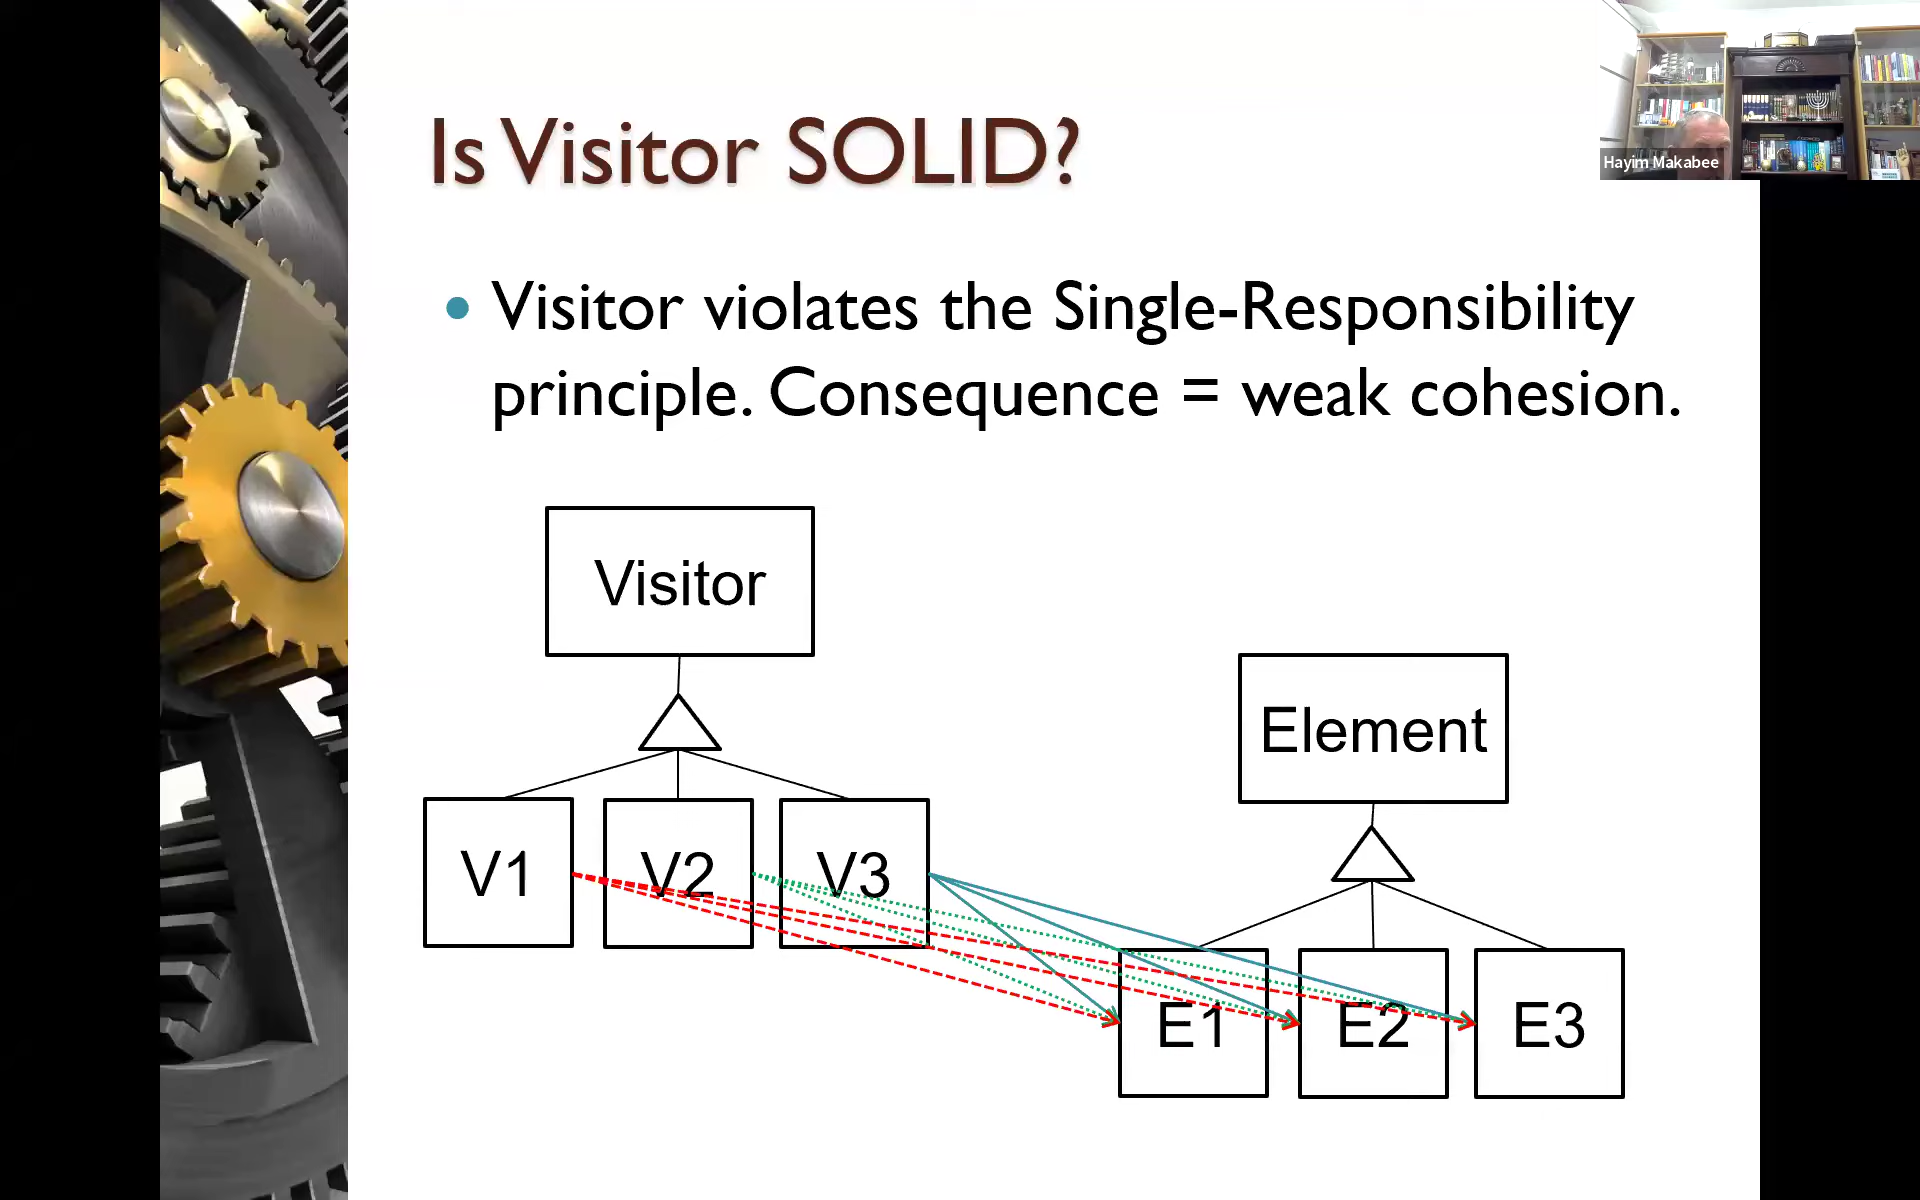 Is Visitor SOLID?
Hayim Makabee
Visitor violates the Single-Responsibility
principle. Consequence = weak cohesion.
Visitor
Element
V1 V2 V3
E1 E2 E3